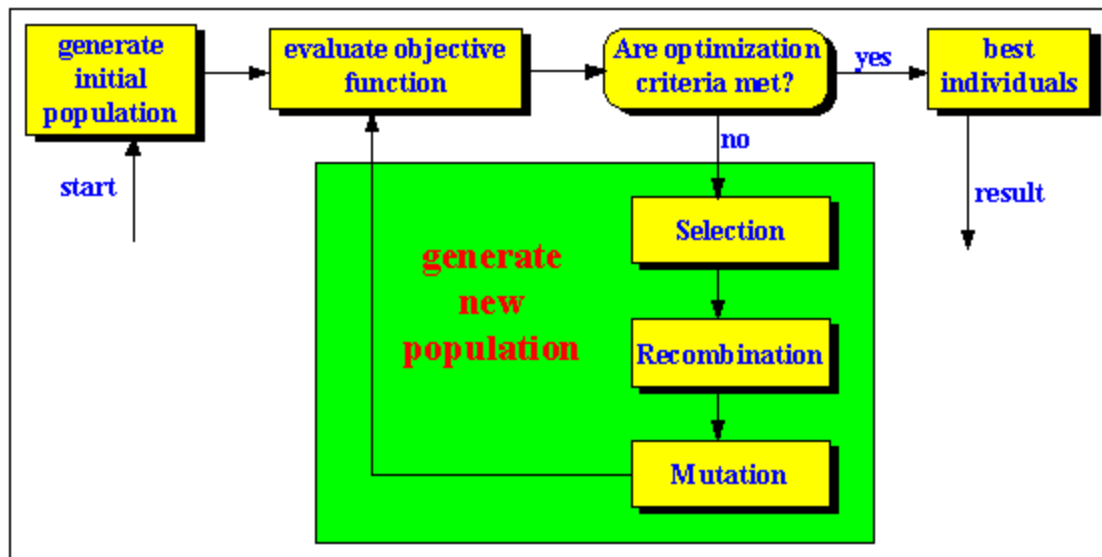 generate
initial
population
evaluate objective
function
Are optimization
criteria met?
yes
best
individuals
start
no
result
generate
new
population
Selection
Recombination
Mutation